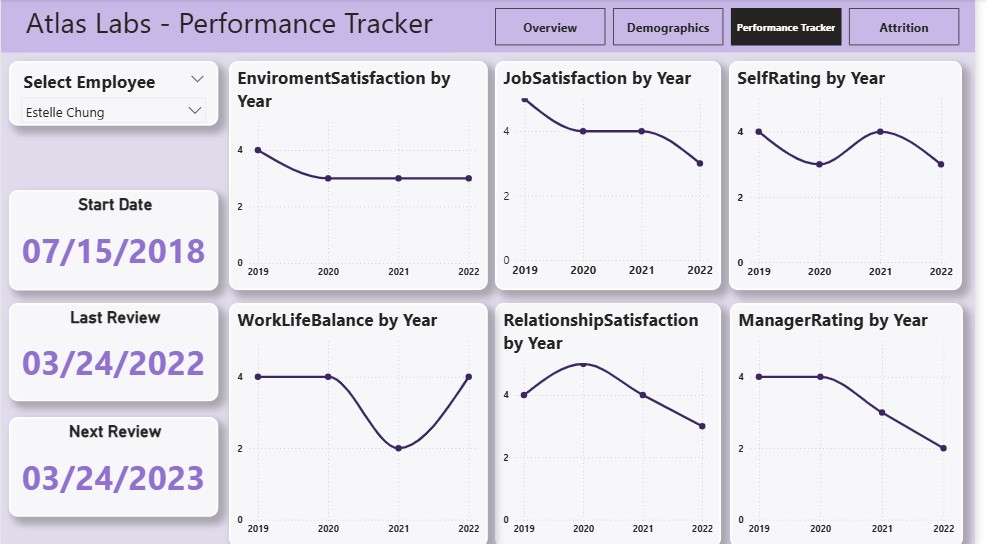 Atlas Labs - Performance Tracker
Overview
Demographics
Performance Tracker
Attrition
Select Employee
Estelle Chung
Start Date
07/15/2018
Last Review
03/24/2022
Next Review
03/24/2023
EnviromentSatisfaction by
Year
4
2
0
2019 2020 2021 2022
JobSatisfaction by Year
4
2
0
2019 2020 2021 2022
SelfRating by Year
4
2
0
2019 2020 2021 2022
WorkLifeBalance by Year
4
2
0
2019 2020 2021 2022
RelationshipSatisfaction
by Year
4
2
0
2019 2020 2021 2022
ManagerRating by Year
4
2
0
2019 2020 2021 2022